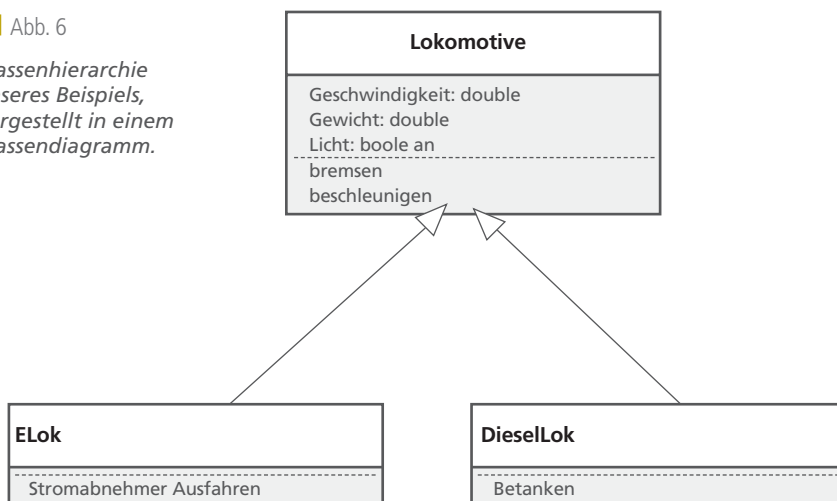 Abb. 6
assenhierarchie
seres Beispiels,
rgestellt in einem
assendiagramm.
Lokomotive
Geschwindigkeit: double
Gewicht: double
Licht: boole an
bremsen
beschleunigen
ELok
Stromabnehmer Ausfahren
DieselLok
Betanken